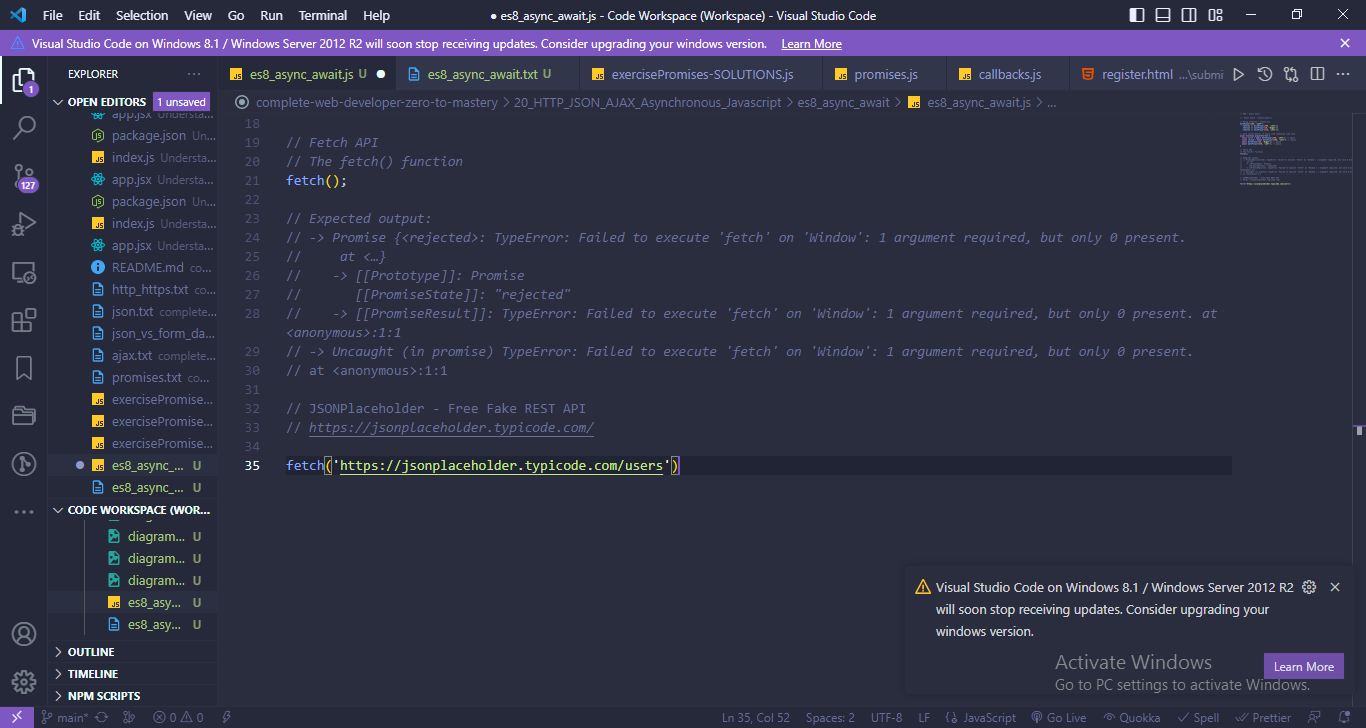 File Edit Selection View Go Run Terminal Help
● es8_async_await.js - Code Workspace (Workspace) - Visual Studio Code
Visual Studio Code on Windows 8.1 / Windows Server 2012 R2 will soon stop receiving updates. Consider upgrading your windows version. Learn More
EXPLORER
es8_async_await.js U
es8_async_await.txt U
exercisePromises-SOLUTIONS.js
promises.js
callbacks.js
register.html ...\submi
OPEN EDITORS 1 unsaved
complete-web-developer-zero-to-mastery > 20_HTTP_JSON_AJAX_Asynchronous_Javascript > es8_async_await > es8_async_await.js > ...
app.jsx Understa...
package.json Un...
index.js Understa...
app.jsx Understa...
package.json Un...
index.js Understa...
app.jsx Understa...
README.md co...
http_https.txt co...
json.txt complete...
json_vs_form_da...
ajax.txt complete...
promises.txt co...
exercisePromise...
exercisePromise...
exercisePromise...
es8_async_... U
es8_async_... U
CODE WORKSPACE (WOR...
diagram... U
diagram... U
diagram... U
es8_asy... U
es8_asy... U
OUTLINE
TIMELINE
NPM SCRIPTS
1
127
18
19 // Fetch API
20 // The fetch() function
21 fetch();
22
23 // Expected output:
24 // -> Promise {<rejected>: TypeError: Failed to execute 'fetch' on 'Window': 1 argument required, but only 0 present.
25 //     at <…}
26 //    -> [[Prototype]]: Promise
27 //       [[PromiseState]]: "rejected"
28 //    -> [[PromiseResult]]: TypeError: Failed to execute 'fetch' on 'Window': 1 argument required, but only 0 present. at
<anonymous>:1:1
29 // -> Uncaught (in promise) TypeError: Failed to execute 'fetch' on 'Window': 1 argument required, but only 0 present.
30 // at <anonymous>:1:1
31
32 // JSONPlaceholder - Free Fake REST API
33 // https://jsonplaceholder.typicode.com/
34
35 fetch('https://jsonplaceholder.typicode.com/users')
Visual Studio Code on Windows 8.1 / Windows Server 2012 R2
will soon stop receiving updates. Consider upgrading your
windows version.
Learn More
Activate Windows
Go to PC settings to activate Windows.
main* 0 0
Ln 35, Col 52 Spaces: 2 UTF-8 LF {} JavaScript Go Live Quokka Spell Prettier